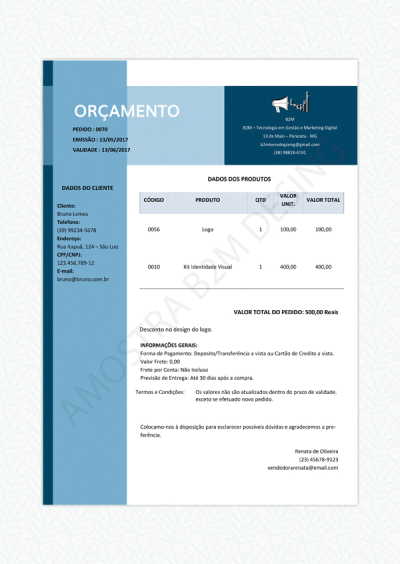 ORÇAMENTO
PEDIDO : 0070
EMISSÃO : 13/05/2017
VALIDADE : 13/06/2017
B2M
B2M – Tecnologia em Gestão e Marketing Digital
13 de Maio – Paracatu - MG
b2mtecnologiamg@gmail.com
(38) 98818-4191
DADOS DO CLIENTE
Cliente:
Bruno Lemes
Telefone:
(39) 99234-5678
Endereço:
Rua Itapuã, 124 – São Luiz
CPF/CNPJ:
123.456.789-12
E-mail:
bruno@bruno.com.br
DADOS DOS PRODUTOS
CÓDIGO PRODUTO QTD VALOR UNIT. VALOR TOTAL
0056 Logo 1 100,00 100,00
0010 Kit Identidade Visual 1 400,00 400,00
VALOR TOTAL DO PEDIDO: 500,00 Reais
Desconto no design do logo.
INFORMAÇÕES GERAIS:
Forma de Pagamento: Deposito/Transferência a vista ou Cartão de Credito a vista.
Valor Frete: 0,00
Frete por Conta: Não Incluso
Previsão de Entrega: Até 30 dias após a compra.
Termos e Condições: Os valores não são atualizados dentro do prazo de validade,
exceto se efetuado novo pedido.
Colocamo-nos à disposição para esclarecer possíveis dúvidas e agradecemos a pre-
ferência.
Renata de Oliveira
(23) 45678-9123
vendedoranrenata@email.com
AMOSTRA B2M DESING